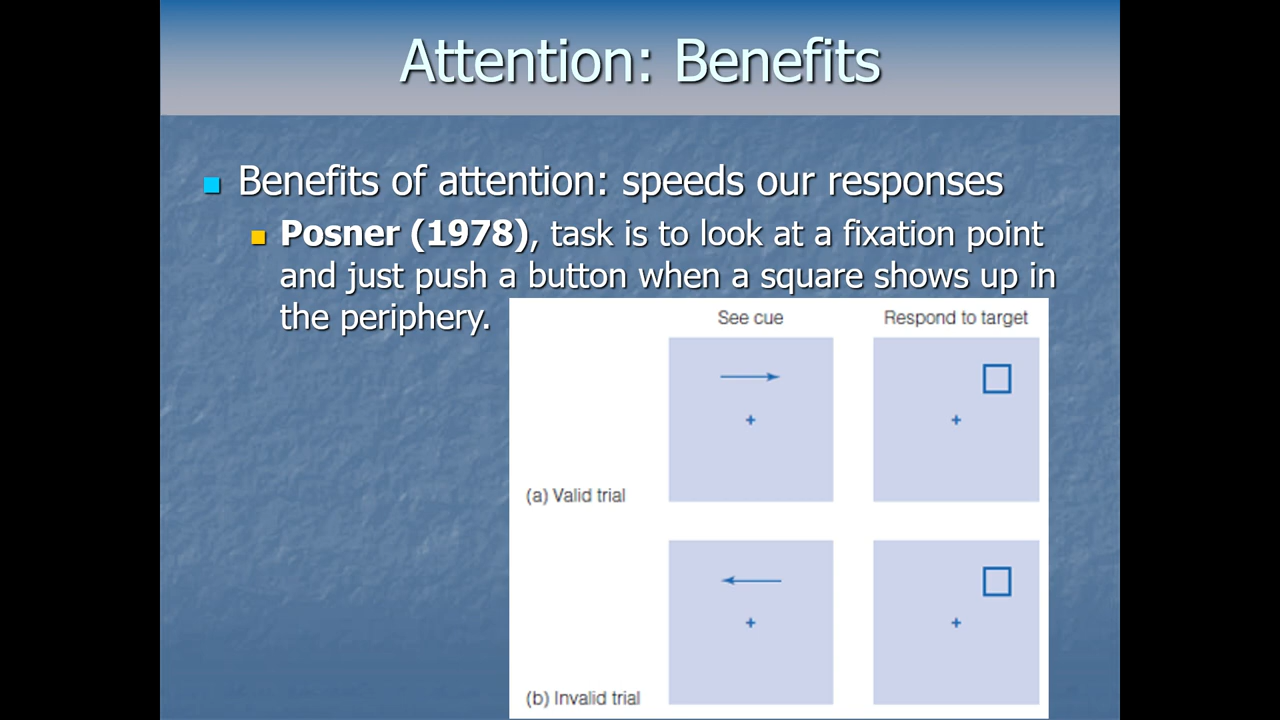 Attention: Benefits
Benefits of attention: speeds our responses
Posner (1978), task is to look at a fixation point
and just push a button when a square shows up in
the periphery.
See cue
Respond to target
(a) Valid trial
(b) Invalid trial